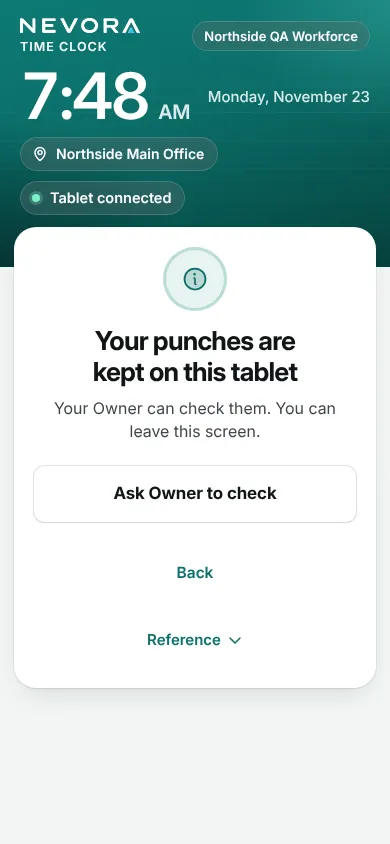 NEVORA
TIME CLOCK
Northside QA Workforce
7:48 AM
Monday, November 23
Northside Main Office
Tablet connected
Your punches are
kept on this tablet
Your Owner can check them. You can
leave this screen.
Ask Owner to check
Back
Reference